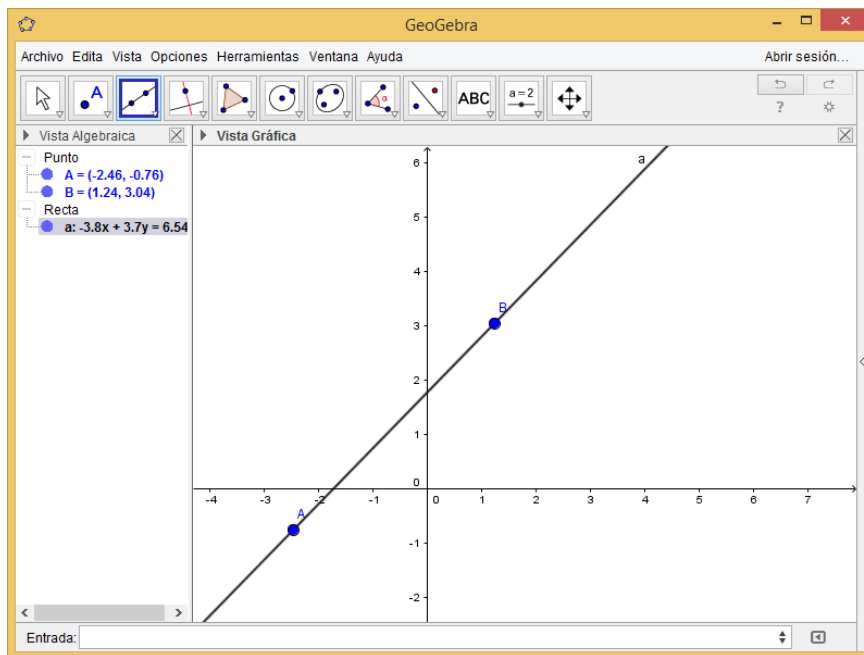 GeoGebra
Archivo Edita Vista Opciones Herramientas Ventana Ayuda
Abrir sesión...
A
α
ABC
a=2
?
Vista Algebraica
Vista Gráfica
Punto
A = (-2.46, -0.76)
B = (1.24, 3.04)
Recta
a: -3.8x + 3.7y = 6.54
a
B
A
6
5
4
3
2
1
0
-1
-2
-4 -3 -2 -1 0 1 2 3 4 5 6 7
Entrada: